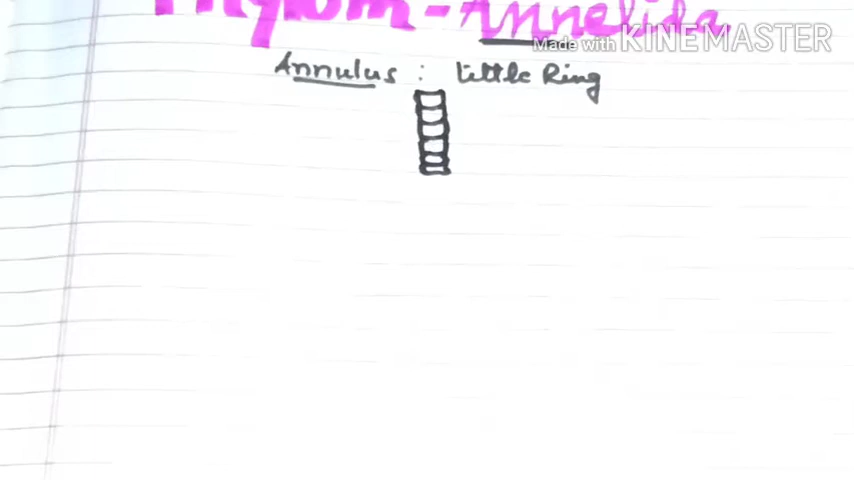 Phylum - Annelida
Made with KINEMASTER
Annulus : little Ring